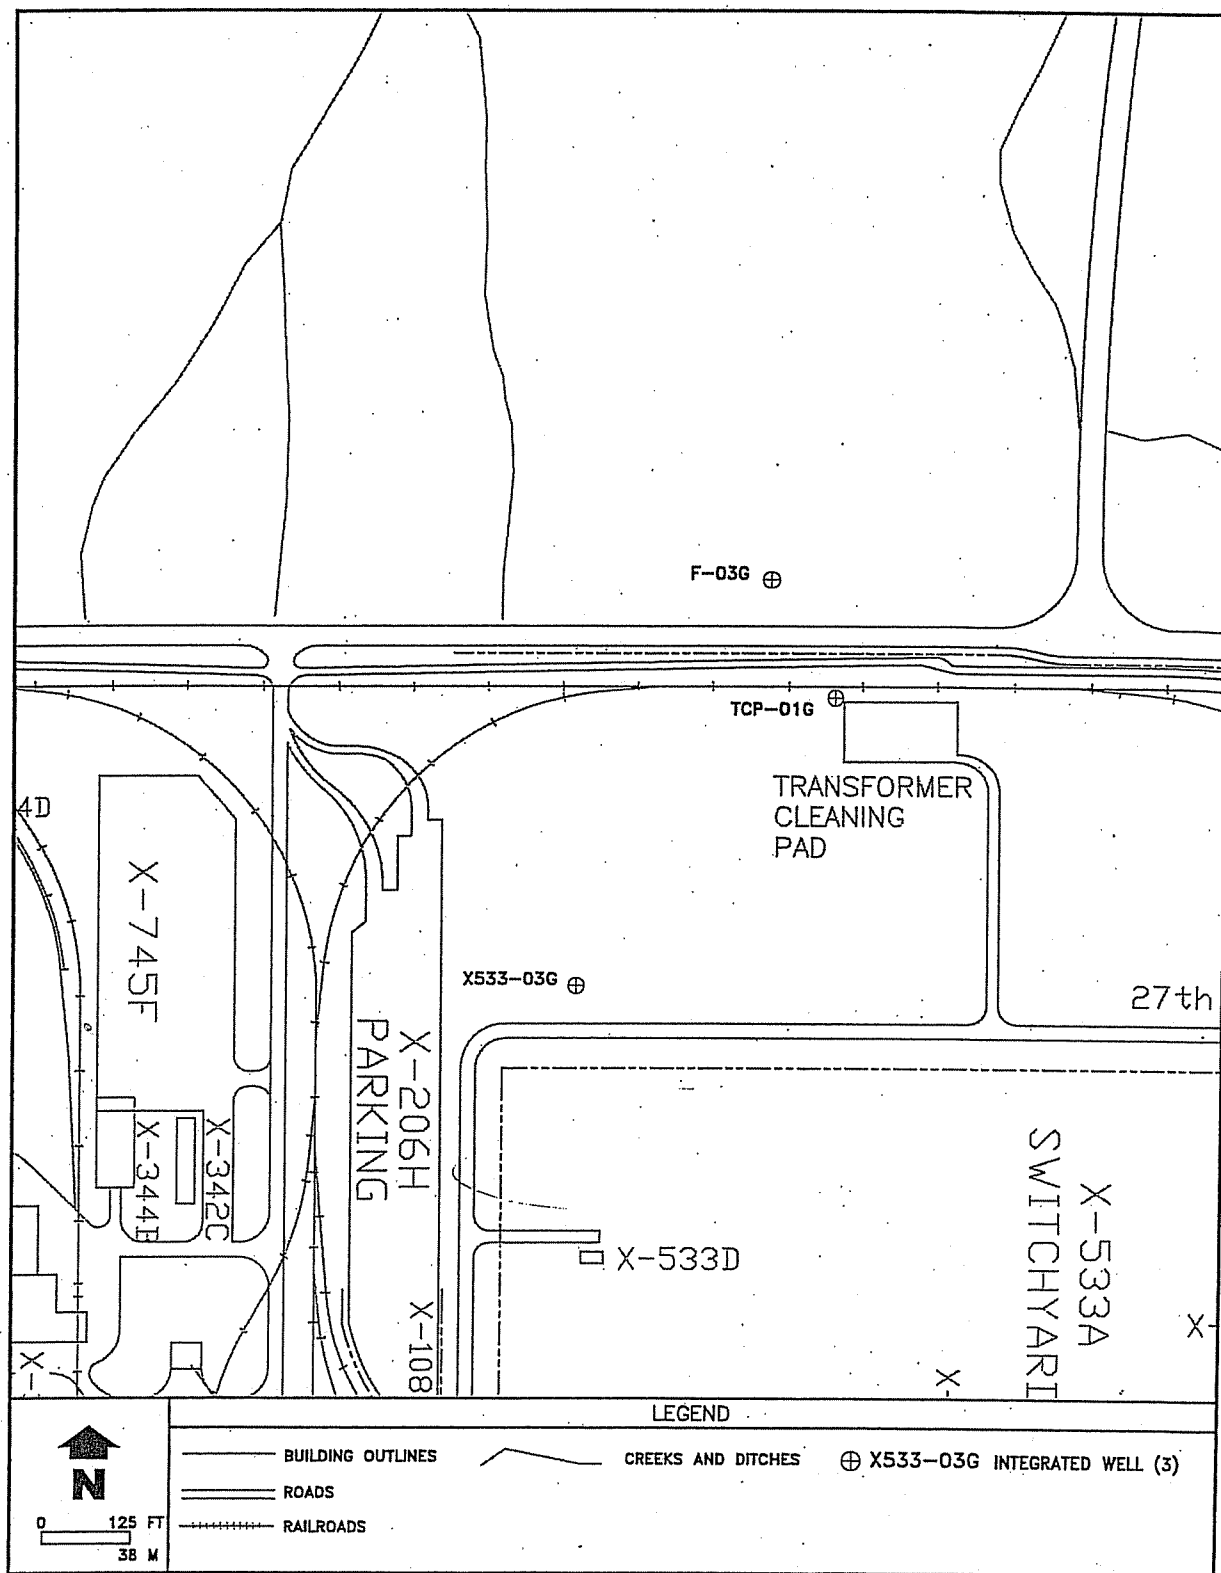 F-03G
TCP-01G
TRANSFORMER
CLEANING
PAD
4D
X-745F
X533-03G
27th
X-206H
PARKING
X-344E
X-342C
X-533D
X-533A
SWITCHYARD
X-108
X-
X-
X-
LEGEND
N
0 125 FT
38 M
BUILDING OUTLINES
ROADS
RAILROADS
CREEKS AND DITCHES
X533-03G INTEGRATED WELL (3)